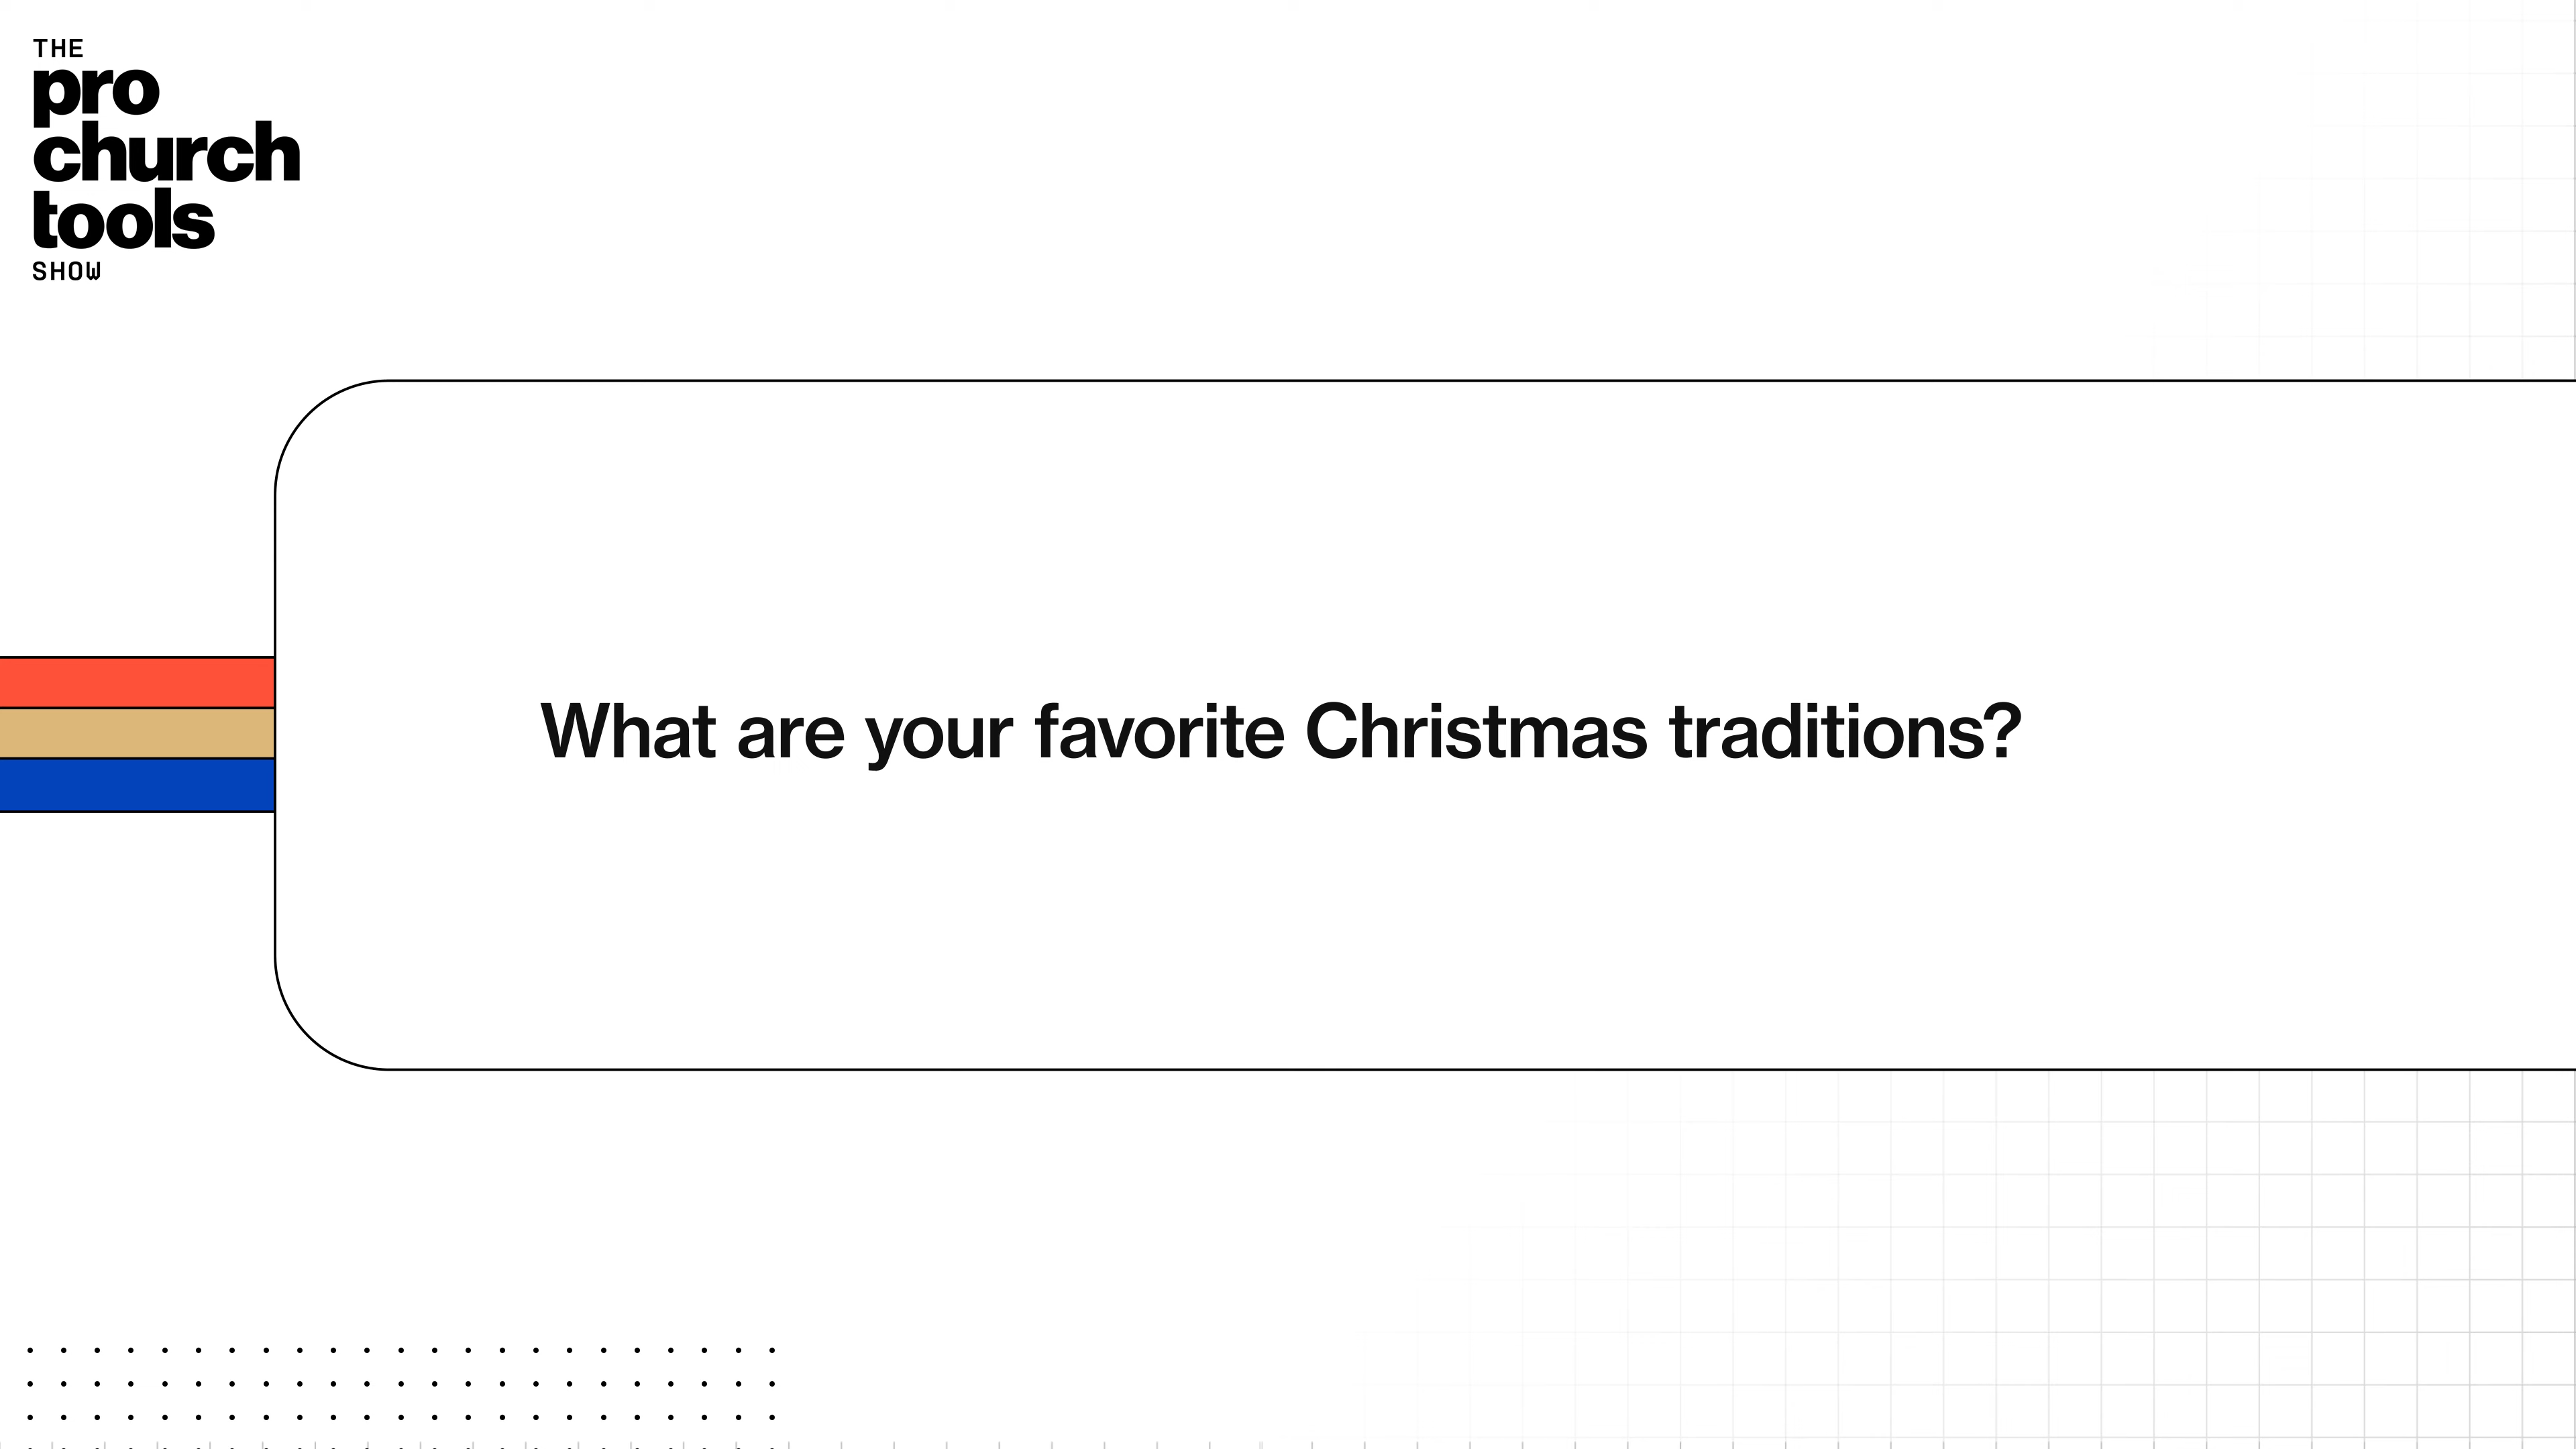 THE
pro
church
tools
SHOW
What are your favorite Christmas traditions?